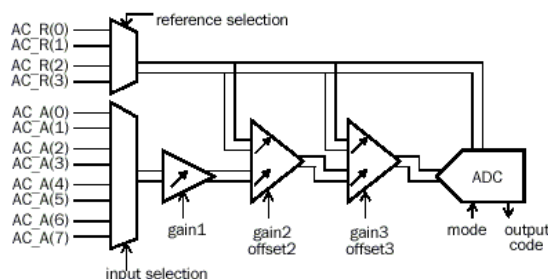 reference selection
AC_R(0)
AC_R(1)
AC_R(2)
AC_R(3)
AC_A(0)
AC_A(1)
AC_A(2)
AC_A(3)
AC_A(4)
AC_A(5)
AC_A(6)
AC_A(7)
ADC
gain1
gain2
offset2
gain3
offset3
mode
output
code
input selection